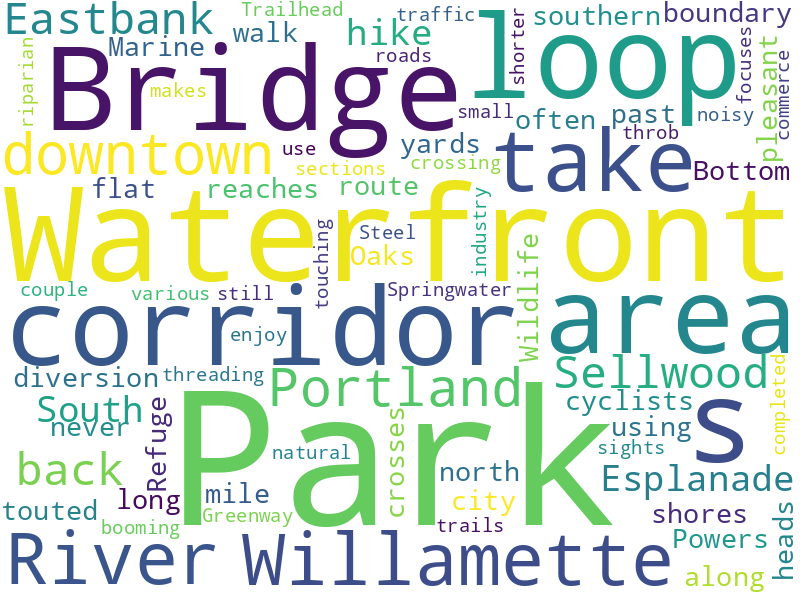 Eastbank
Trailhead
traffic
southern
boundary
Marine
walk
hike
roads
shorter
loop
focuses
commerce
riparian
Bridge
makes
small
often
past
noisy
pleasant
throb
downtown
use
sections
yards
crossing
take
Bottom
flat
reaches
route
Waterfront
touching
Steel
Oaks
industry
Wildlife
couple
various
still
Springwater
corridor
enjoy
area
diversion
threading
Portland
Sellwood
completed
South
never
Refuge
Park
crosses
cyclists
using
sights
s
back
natural
north
Esplanade
touted
long
mile
Greenway
city
trails
shores
booming
heads
River
Willamette
Powers
along